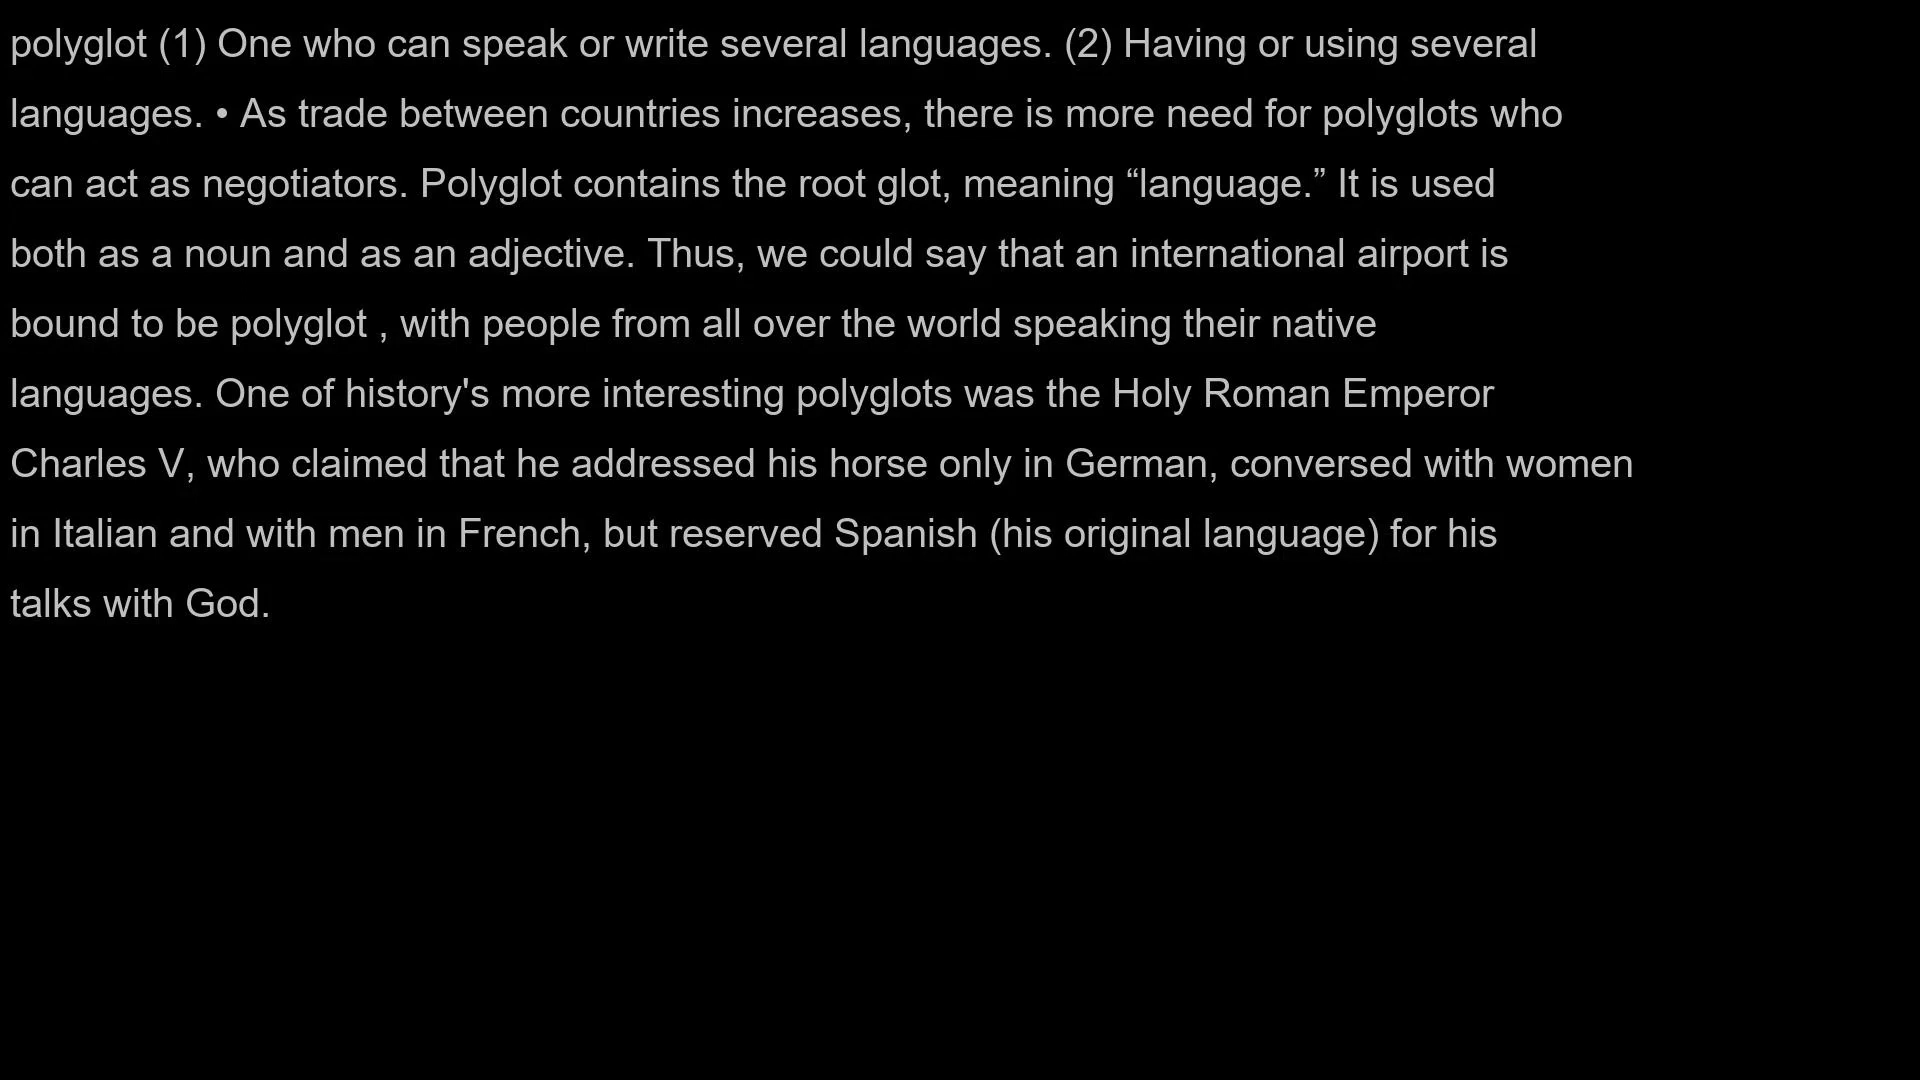 polyglot (1) One who can speak or write several languages. (2) Having or using several
languages. • As trade between countries increases, there is more need for polyglots who
can act as negotiators. Polyglot contains the root glot, meaning “language.” It is used
both as a noun and as an adjective. Thus, we could say that an international airport is
bound to be polyglot , with people from all over the world speaking their native
languages. One of history's more interesting polyglots was the Holy Roman Emperor
Charles V, who claimed that he addressed his horse only in German, conversed with women
in Italian and with men in French, but reserved Spanish (his original language) for his
talks with God.